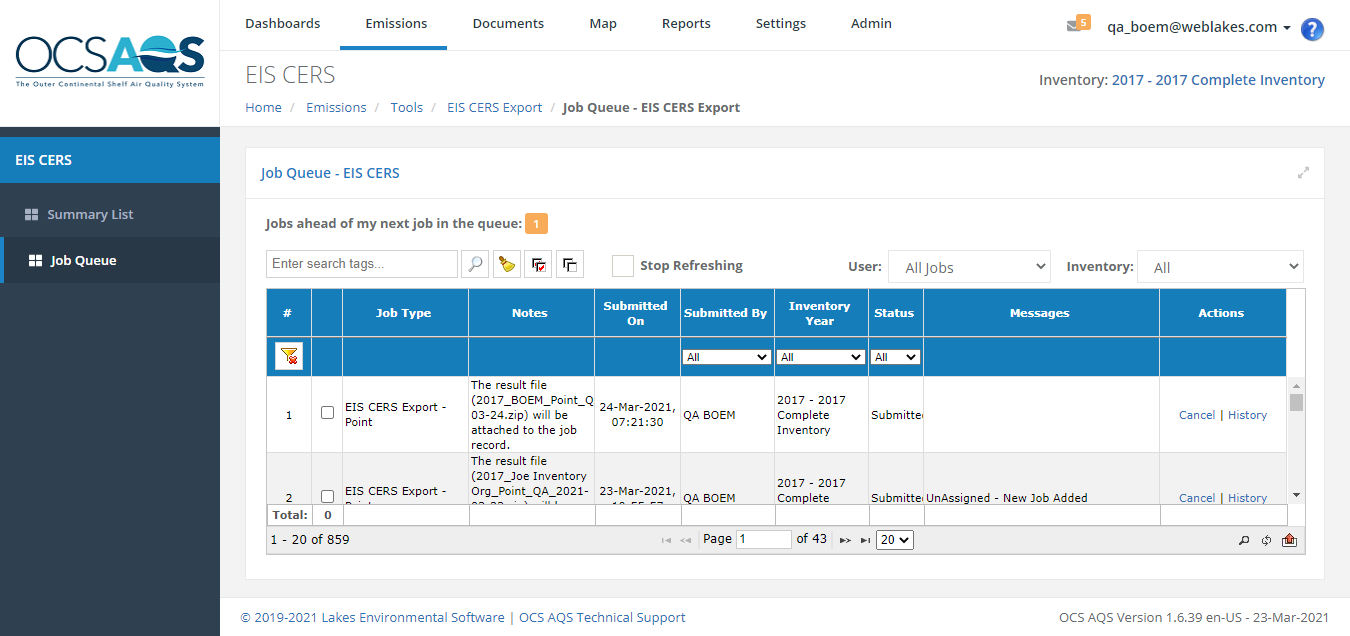 OCSAQS
The Outer Continental Shelf Air Quality System
Dashboards Emissions Documents Map Reports Settings Admin
5
qa_boem@weblakes.com
?
EIS CERS
Inventory: 2017 - 2017 Complete Inventory
Home / Emissions / Tools / EIS CERS Export / Job Queue - EIS CERS Export
EIS CERS
Summary List
Job Queue
Job Queue - EIS CERS
Jobs ahead of my next job in the queue: 1
Enter search tags...
Stop Refreshing
User: All Jobs
Inventory: All
# Job Type Notes Submitted On Submitted By Inventory Year Status Messages Actions
All All All
1
EIS CERS Export -
Point
The result file
(2017_BOEM_Point_Q
03-24.zip) will be
attached to the job
record.
24-Mar-2021,
07:21:30
QA BOEM
2017 - 2017
Complete
Inventory
Submitte
Cancel | History
2
EIS CERS Export -
The result file
(2017_Joe Inventory
Org_Point_QA_2021-
23-Mar-2021,
QA BOEM
2017 - 2017
Complete
Submitte
UnAssigned - New Job Added
Cancel | History
Total: 0
1 - 20 of 859
Page 1 of 43
20
© 2019-2021 Lakes Environmental Software | OCS AQS Technical Support
OCS AQS Version 1.6.39 en-US - 23-Mar-2021